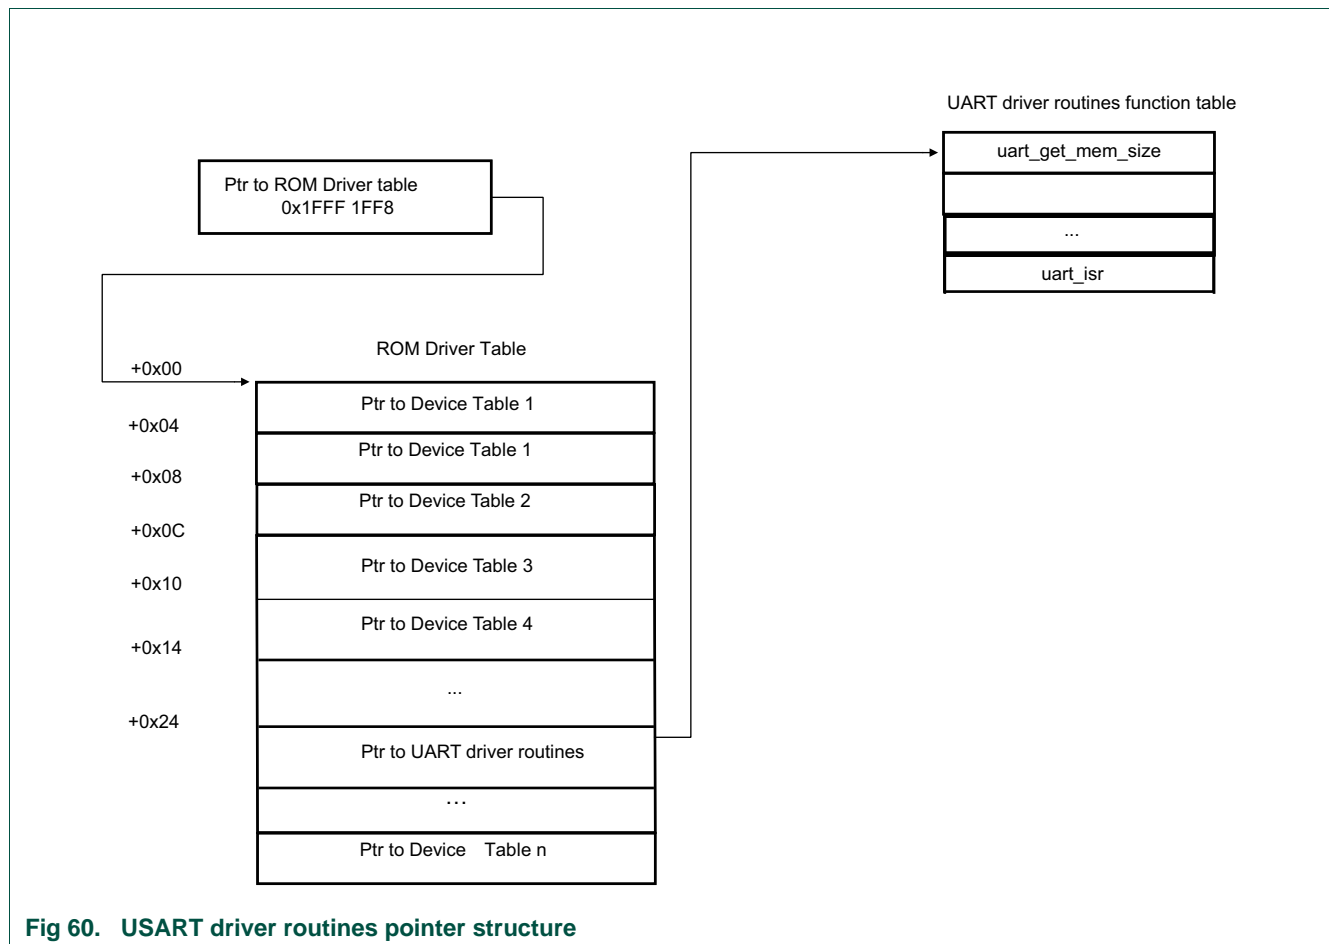 UART driver routines function table
uart_get_mem_size
...
uart_isr
Ptr to ROM Driver table
0x1FFF 1FF8
ROM Driver Table
+0x00
Ptr to Device Table 1
+0x04
Ptr to Device Table 1
+0x08
Ptr to Device Table 2
+0x0C
Ptr to Device Table 3
+0x10
Ptr to Device Table 4
+0x14
...
+0x24
Ptr to UART driver routines
...
Ptr to Device Table n
Fig 60. USART driver routines pointer structure